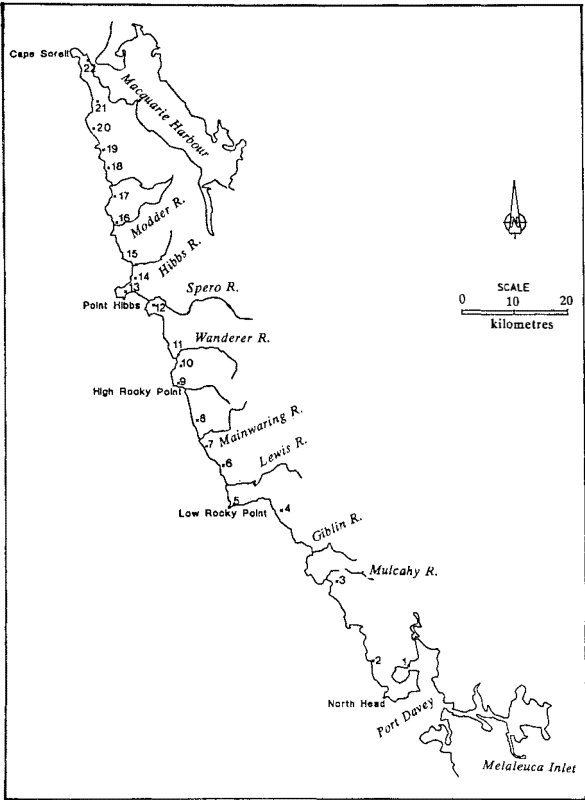 Cape Sorell
22
Macquarie Harbour
21
20
19
18
17
16
Modder R.
15
Hibbs R.
14
13
Point Hibbs
Spero R.
12
N
SCALE
0 10 20
kilometres
11
Wanderer R.
10
9
High Rocky Point
8
Mainwaring R.
7
6
Lewis R.
5
Low Rocky Point
4
Giblin R.
Mulcahy R.
3
2
1
North Head
Port Davey
Melaleuca Inlet